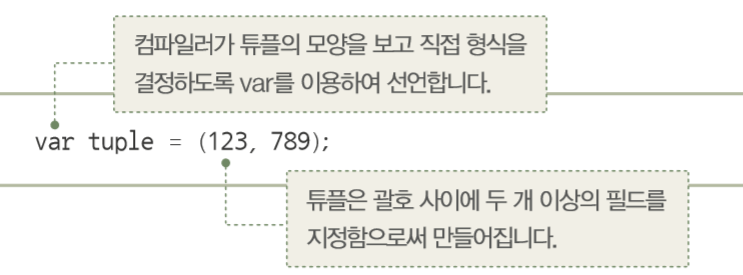 컴파일러가 튜플의 모양을 보고 직접 형식을
결정하도록 var를 이용하여 선언합니다.
var tuple = (123, 789);
튜플은 괄호 사이에 두 개 이상의 필드를
지정함으로써 만들어집니다.